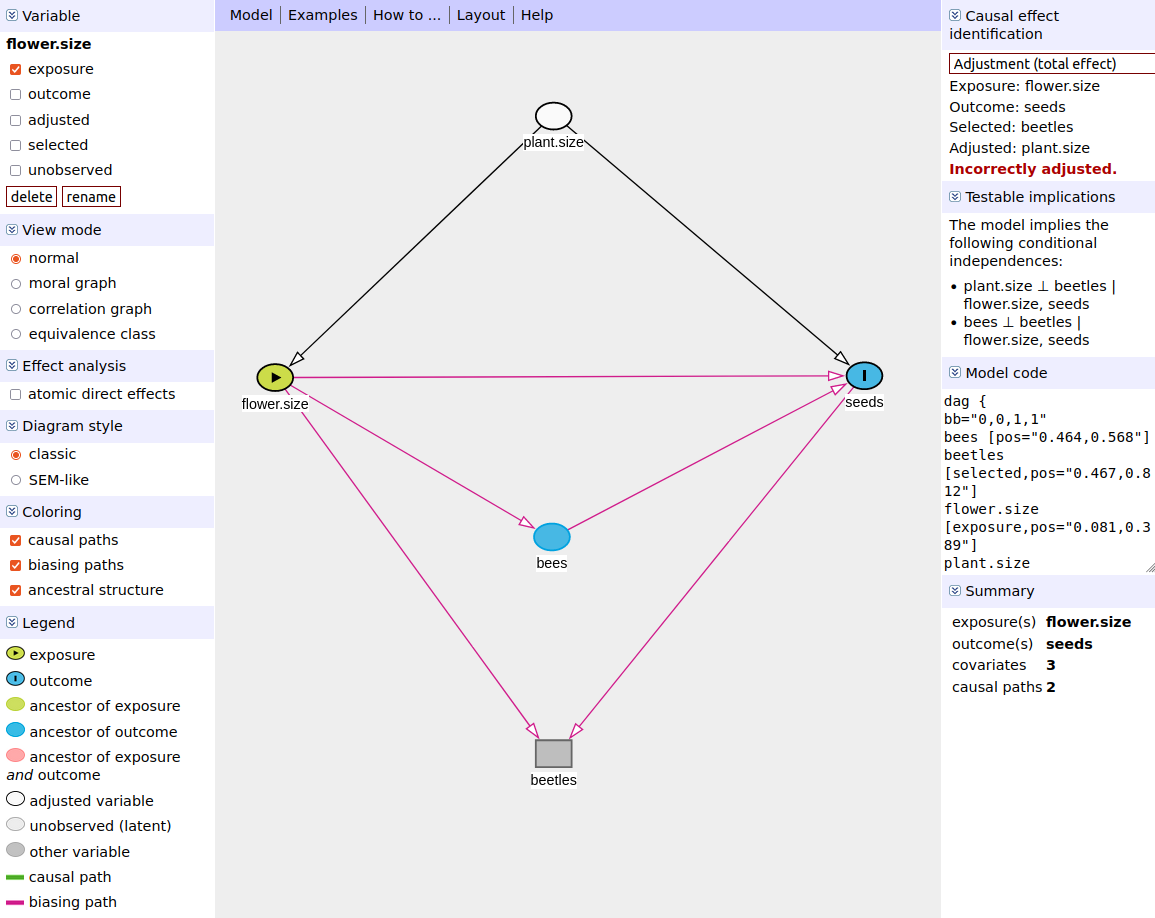 Variable
flower.size
exposure
outcome
adjusted
selected
unobserved
delete rename
View mode
normal
moral graph
correlation graph
equivalence class
Effect analysis
atomic direct effects
Diagram style
classic
SEM-like
Coloring
causal paths
biasing paths
ancestral structure
Legend
exposure
outcome
ancestor of exposure
ancestor of outcome
ancestor of exposure
and outcome
adjusted variable
unobserved (latent)
other variable
causal path
biasing path
Model Examples How to ... Layout Help
plant.size
flower.size
seeds
bees
beetles
Causal effect
identification
Adjustment (total effect)
Exposure: flower.size
Outcome: seeds
Selected: beetles
Adjusted: plant.size
Incorrectly adjusted.
Testable implications
The model implies the
following conditional
independences:
• plant.size ⊥ beetles |
flower.size, seeds
• bees ⊥ beetles |
flower.size, seeds
Model code
dag {
bb="0,0,1,1"
bees [pos="0.464,0.568"]
beetles
[selected,pos="0.467,0.8
12"]
flower.size
[exposure,pos="0.081,0.3
89"]
plant.size
Summary
exposure(s) flower.size
outcome(s) seeds
covariates 3
causal paths 2